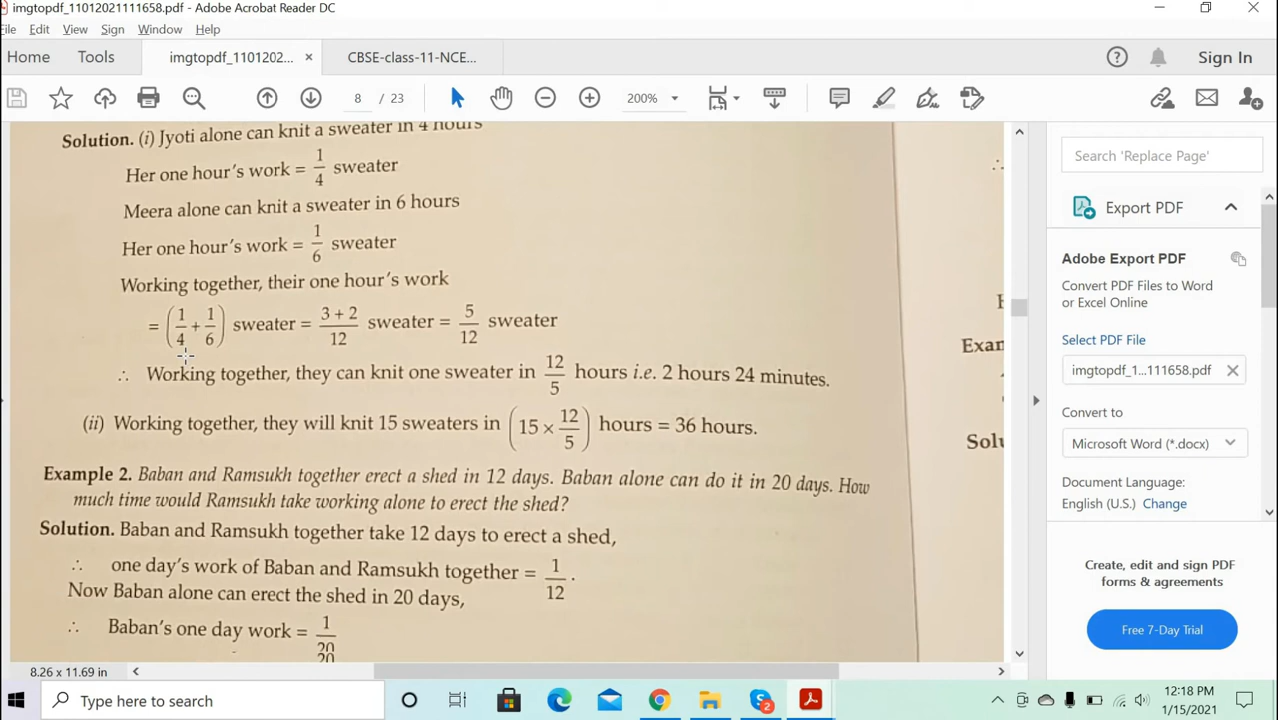 imgtopdf_11012021111658.pdf - Adobe Acrobat Reader DC
File Edit View Sign Window Help
Home Tools imgtopdf_1101202... × CBSE-class-11-NCE... Sign In
8 / 23 200%
Solution. (i) Jyoti alone can knit a sweater in 4 hours
Her one hour's work = 1/4 sweater
Meera alone can knit a sweater in 6 hours
Her one hour's work = 1/6 sweater
Working together, their one hour's work
= (1/4 + 1/6) sweater = 3 + 2/12 sweater = 5/12 sweater
∴ Working together, they can knit one sweater in 12/5 hours i.e. 2 hours 24 minutes.
(ii) Working together, they will knit 15 sweaters in (15 × 12/5) hours = 36 hours.
Example 2. Baban and Ramsukh together erect a shed in 12 days. Baban alone can do it in 20 days. How
much time would Ramsukh take working alone to erect the shed?
Solution. Baban and Ramsukh together take 12 days to erect a shed,
∴ one day's work of Baban and Ramsukh together = 1/12.
Now Baban alone can erect the shed in 20 days,
∴ Baban's one day work = 1/20
20
∴
Exar
Solu
Search 'Replace Page'
Export PDF
Adobe Export PDF
Convert PDF Files to Word
or Excel Online
Select PDF File
imgtopdf_1...111658.pdf ×
Convert to
Microsoft Word (*.docx)
Document Language:
English (U.S.) Change
Create, edit and sign PDF
forms & agreements
Free 7-Day Trial
8.26 x 11.69 in
Type here to search
2
12:18 PM
1/15/2021